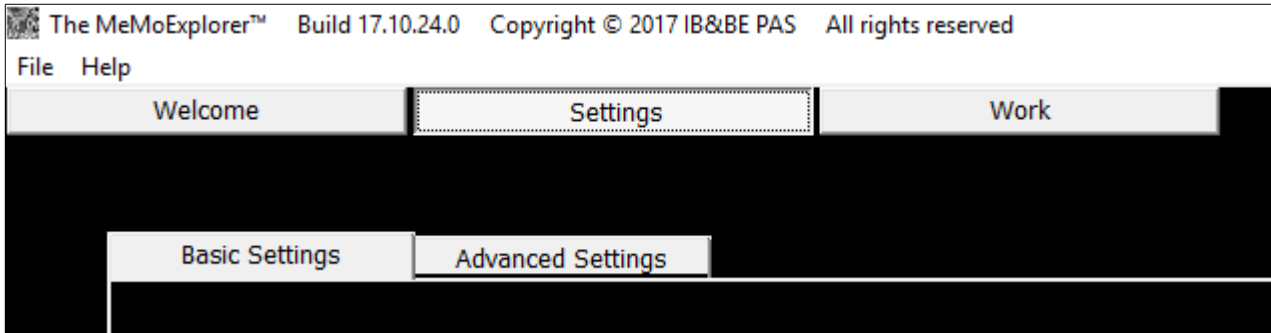 The MeMoExplorer™ Build 17.10.24.0 Copyright © 2017 IB&BE PAS All rights reserved
File Help
Welcome Settings Work
Basic Settings Advanced Settings